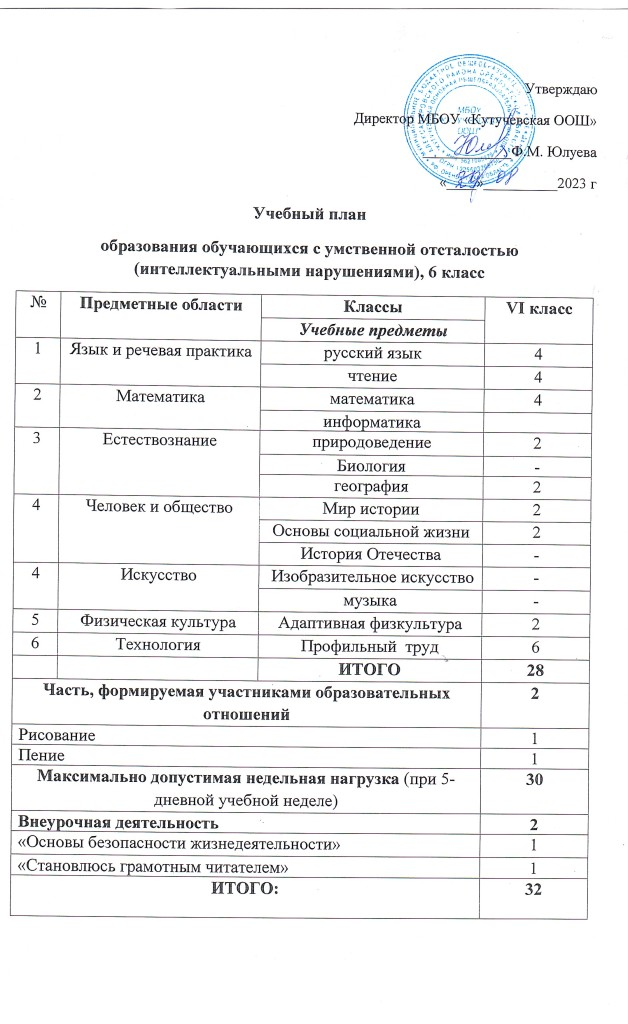 Утверждаю
Директор МБОУ «Кутучевская ООШ»
Ф.М. Юлуева
МБОУ
ООШ
«29» 08 2023 г
Учебный план
образования обучающихся с умственной отсталостью
(интеллектуальными нарушениями), 6 класс
№ Предметные области Классы VI класс
Учебные предметы
1 Язык и речевая практика русский язык 4
чтение 4
2 Математика математика 4
информатика
3 Естествознание природоведение 2
Биология -
география 2
4 Человек и общество Мир истории 2
Основы социальной жизни 2
История Отечества -
4 Искусство Изобразительное искусство -
музыка -
5 Физическая культура Адаптивная физкультура 2
6 Технология Профильный труд 6
ИТОГО 28
Часть, формируемая участниками образовательных 2
отношений
Рисование 1
Пение 1
Максимально допустимая недельная нагрузка (при 5- 30
дневной учебной неделе)
Внеурочная деятельность 2
«Основы безопасности жизнедеятельности» 1
«Становлюсь грамотным читателем» 1
ИТОГО: 32